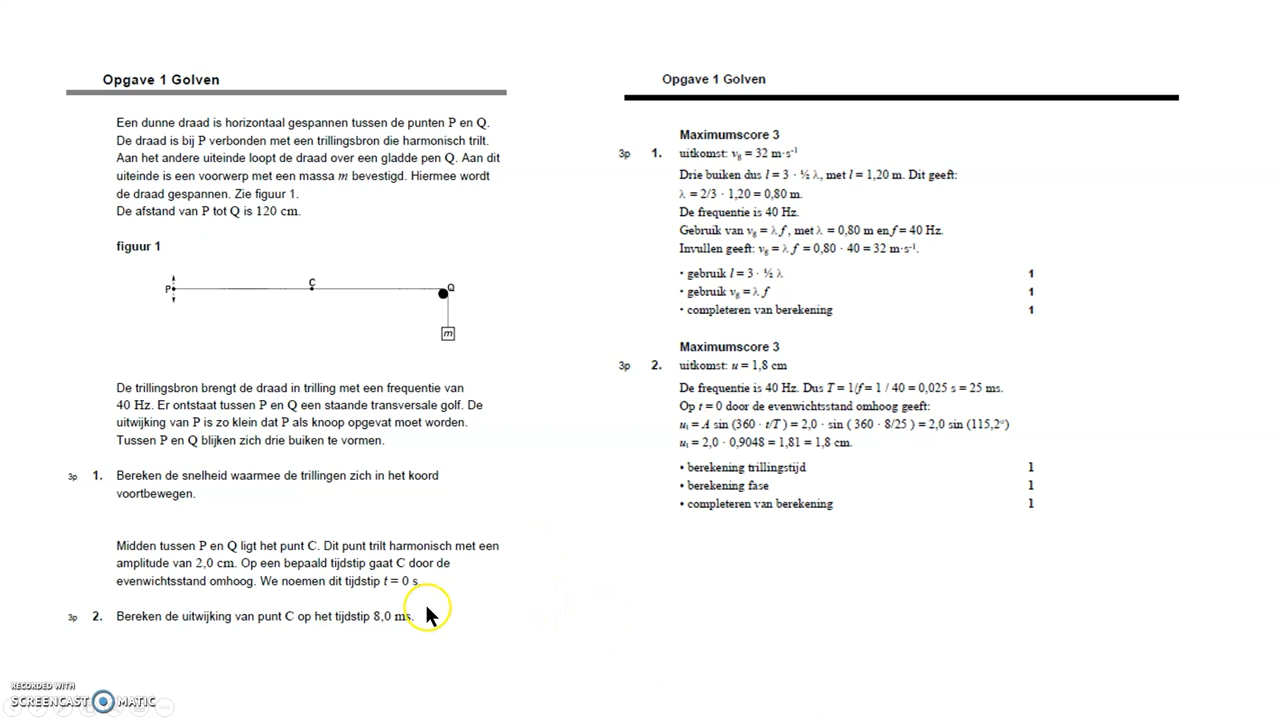 Opgave 1 Golven
Een dunne draad is horizontaal gespannen tussen de punten P en Q.
De draad is bij P verbonden met een trillingsbron die harmonisch trilt.
Aan het andere uiteinde loopt de draad over een gladde pen Q. Aan dit
uiteinde is een voorwerp met een massa m bevestigd. Hiermee wordt
de draad gespannen. Zie figuur 1.
De afstand van P tot Q is 120 cm.
figuur 1
P
C
Q
m
De trillingsbron brengt de draad in trilling met een frequentie van
40 Hz. Er ontstaat tussen P en Q een staande transversale golf. De
uitwijking van P is zo klein dat P als knoop opgevat moet worden.
Tussen P en Q blijken zich drie buiken te vormen.
3p 1. Bereken de snelheid waarmee de trillingen zich in het koord
voortbewegen.
Midden tussen P en Q ligt het punt C. Dit punt trilt harmonisch met een
amplitude van 2,0 cm. Op een bepaald tijdstip gaat C door de
evenwichtsstand omhoog. We noemen dit tijdstip t = 0 s.
3p 2. Bereken de uitwijking van punt C op het tijdstip 8,0 ms.
Opgave 1 Golven
Maximumscore 3
3p 1. uitkomst: vg = 32 m·s⁻¹
Drie buiken dus l = 3 · ½ λ, met l = 1,20 m. Dit geeft:
λ = 2/3 · 1,20 = 0,80 m.
De frequentie is 40 Hz.
Gebruik van vg = λ f, met λ = 0,80 m en f = 40 Hz.
Invullen geeft: vg = λ f = 0,80 · 40 = 32 m·s⁻¹.
• gebruik l = 3 · ½ λ 1
• gebruik vg = λ f 1
• completeren van berekening 1
Maximumscore 3
3p 2. uitkomst: u = 1,8 cm
De frequentie is 40 Hz. Dus T = 1/f = 1 / 40 = 0,025 s = 25 ms.
Op t = 0 door de evenwichtsstand omhoog geeft:
ut = A sin (360 · t/T) = 2,0 · sin ( 360 · 8/25 ) = 2,0 sin (115,2°)
ut = 2,0 · 0,9048 = 1,81 = 1,8 cm.
• berekening trillingstijd 1
• berekening fase 1
• completeren van berekening 1
RECORDED WITH
SCREENCAST MATIC